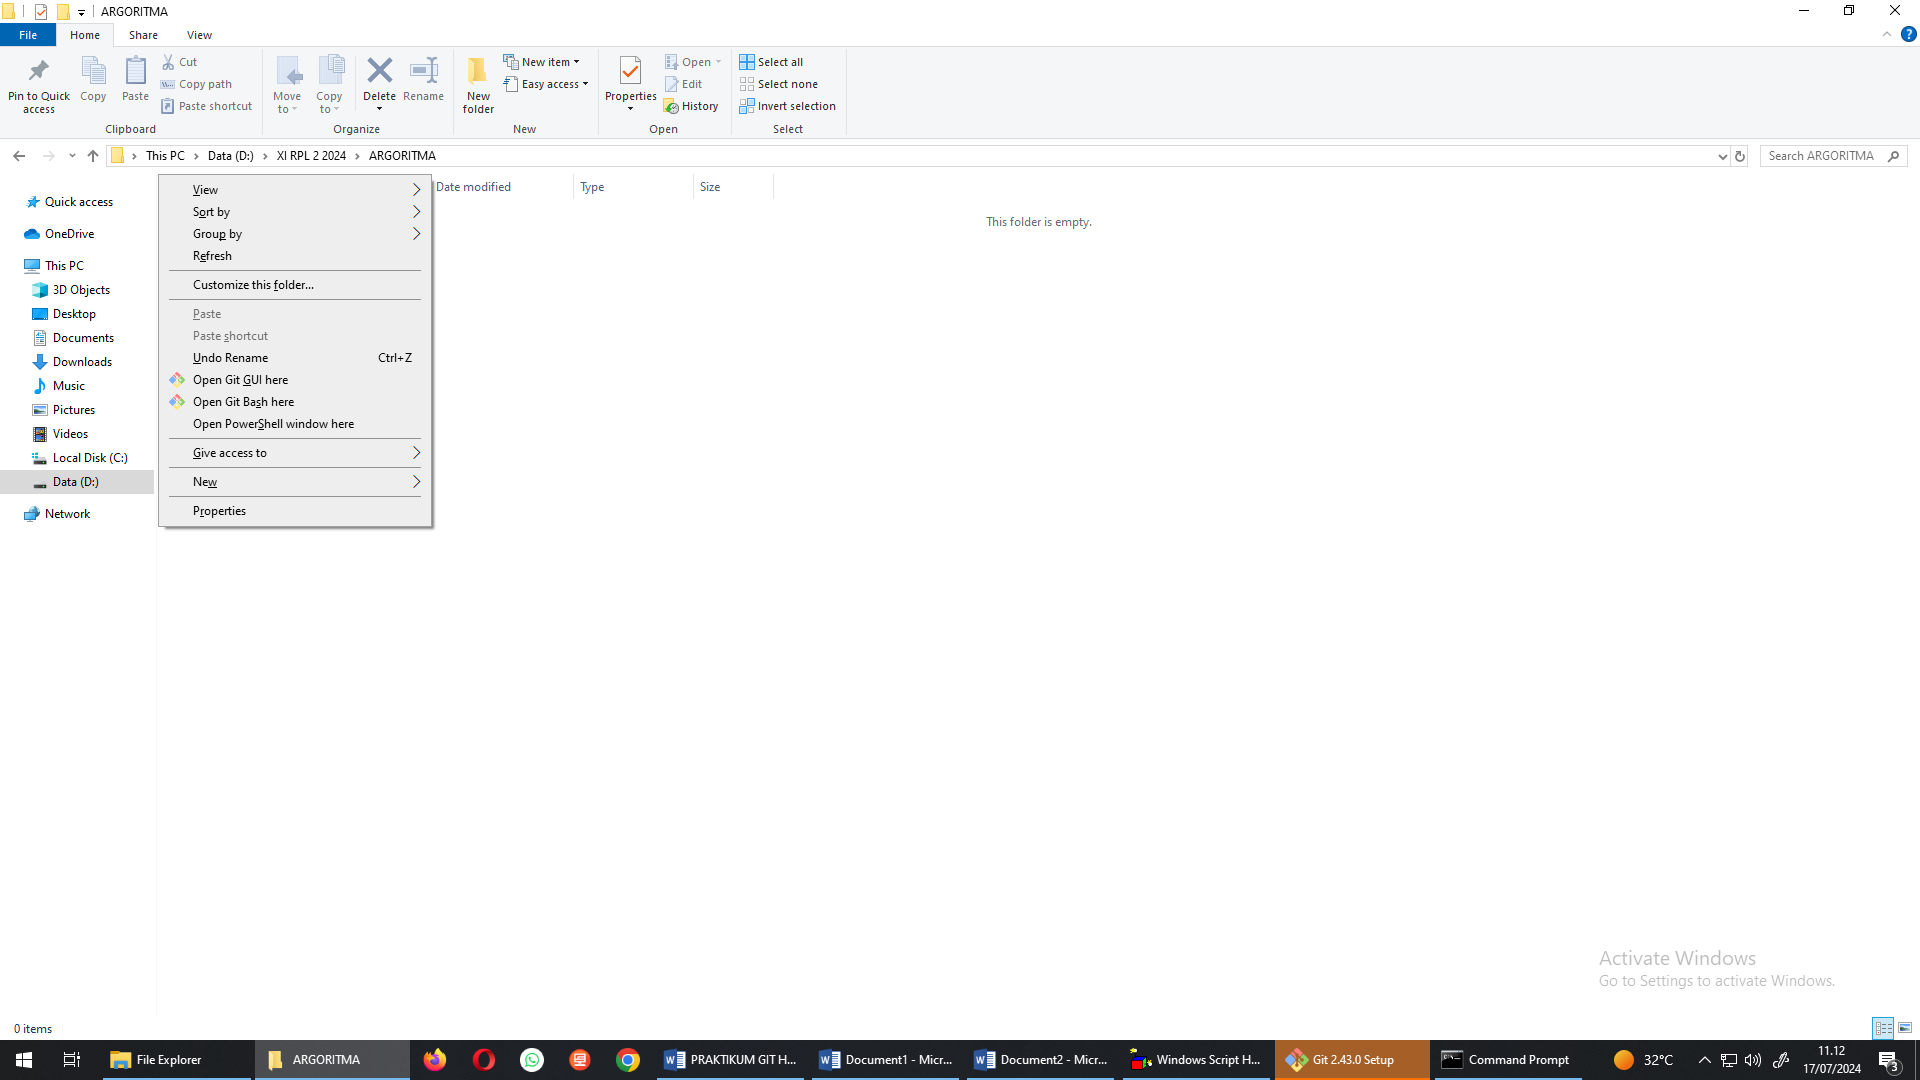 ARGORITMA
File Home Share View
Pin to Quick access
Copy
Paste
Cut
Copy path
Paste shortcut
Clipboard
Move to
Copy to
Delete
Rename
Organize
New folder
New item
Easy access
New
Properties
Open
Edit
History
Open
Select all
Select none
Invert selection
Select
This PC > Data (D:) > XI RPL 2 2024 > ARGORITMA
Search ARGORITMA
Date modified Type Size
This folder is empty.
Quick access
OneDrive
This PC
3D Objects
Desktop
Documents
Downloads
Music
Pictures
Videos
Local Disk (C:)
Data (D:)
Network
View
Sort by
Group by
Refresh
Customize this folder...
Paste
Paste shortcut
Undo Rename Ctrl+Z
Open Git GUI here
Open Git Bash here
Open PowerShell window here
Give access to
New
Properties
Activate Windows
Go to Settings to activate Windows.
0 items
File Explorer
ARGORITMA
PRAKTIKUM GIT H...
Document1 - Micr...
Document2 - Micr...
Windows Script H...
Git 2.43.0 Setup
Command Prompt
32°C
11.12
17/07/2024
3